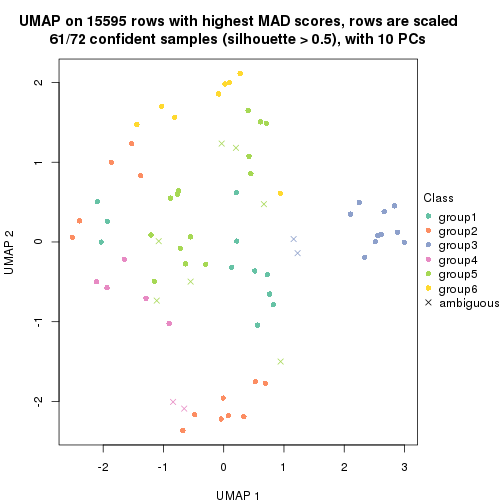 UMAP on 15595 rows with highest MAD scores, rows are scaled
61/72 confident samples (silhouette > 0.5), with 10 PCs
UMAP 2
2
1
0
-1
-2
-2
-1
0
1
2
3
UMAP 1
Class
group1
group2
group3
group4
group5
group6
ambiguous